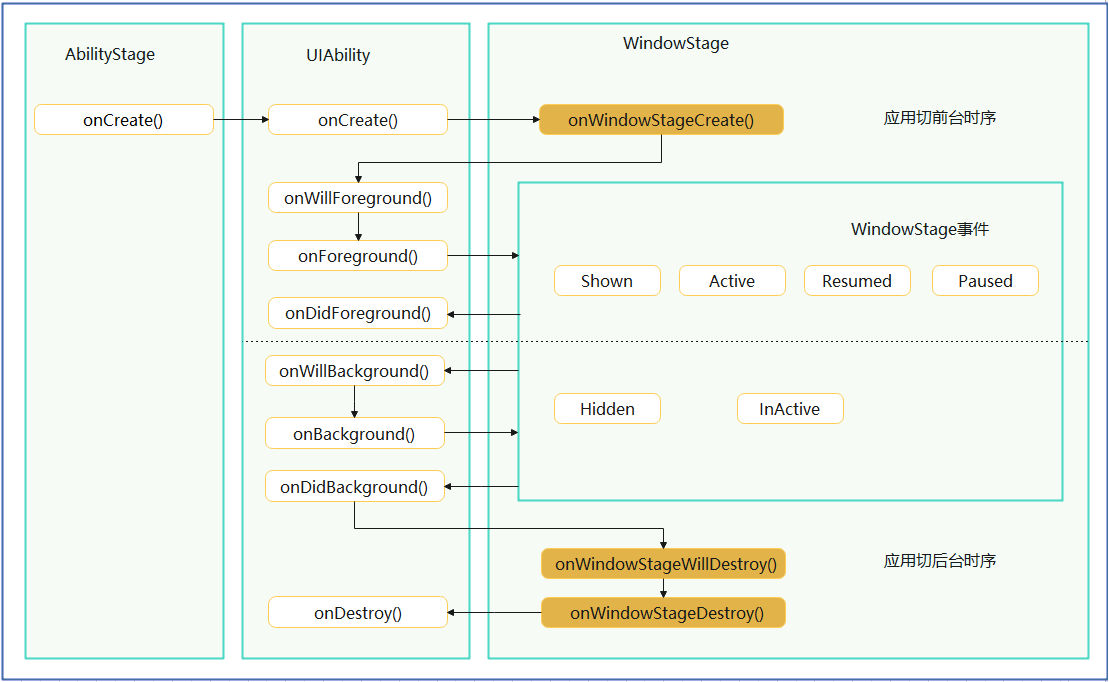 AbilityStage
UIAbility
WindowStage
onCreate()
onCreate()
onWindowStageCreate()
应用切前台时序
onWillForeground()
WindowStage事件
onForeground()
Shown
Active
Resumed
Paused
onDidForeground()
onWillBackground()
Hidden
InActive
onBackground()
onDidBackground()
onWindowStageWillDestroy()
应用切后台时序
onDestroy()
onWindowStageDestroy()